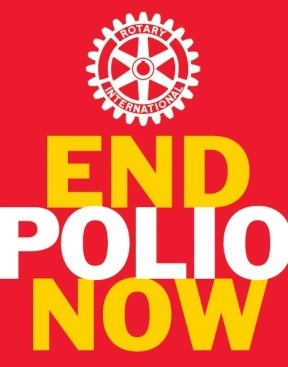 ROTARY
INTERNATIONAL
END
POLIO
NOW